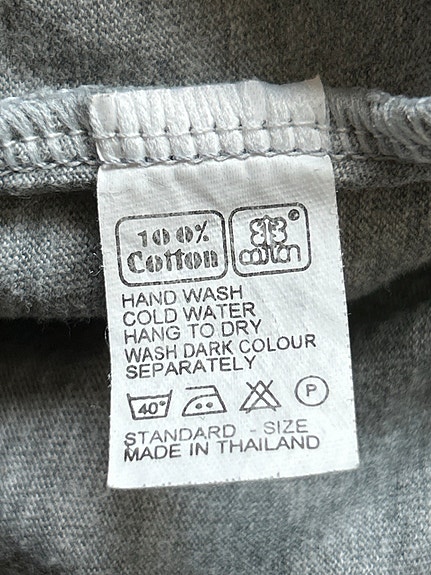 100%
Cotton
cotton
HAND WASH
COLD WATER
HANG TO DRY
WASH DARK COLOUR
SEPARATELY
40° P
STANDARD - SIZE
MADE IN THAILAND